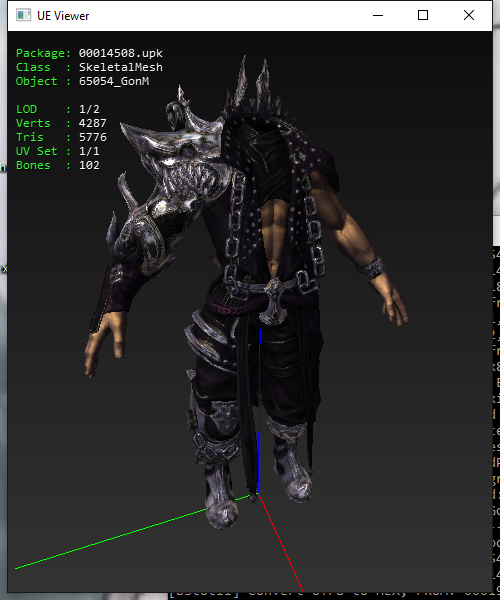 UE Viewer
Package: 00014508.upk
Class : SkeletalMesh
Object : 65054_GonM
LOD : 1/2
Verts : 4287
Tris : 5776
UV Set : 1/1
Bones : 102